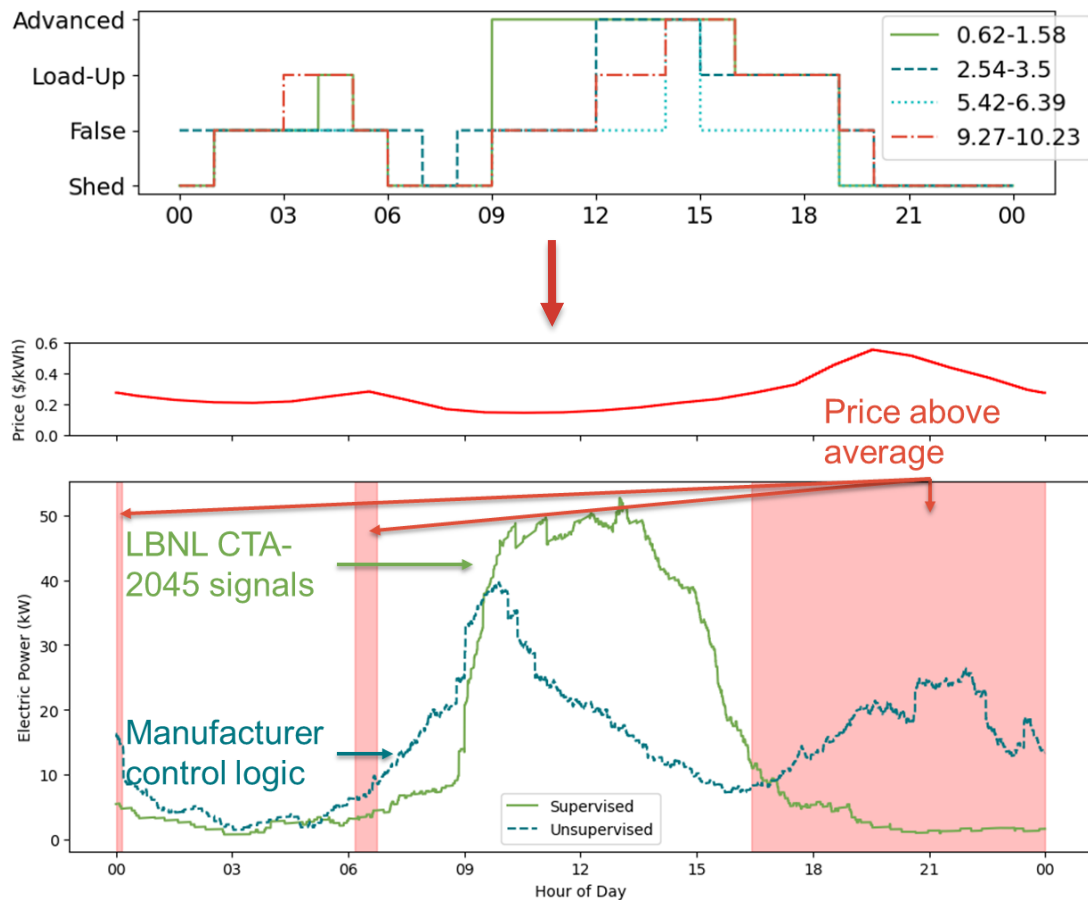 Advanced
Load-Up
False
Shed
0.62-1.58
2.54-3.5
5.42-6.39
9.27-10.23
00 03 06 09 12 15 18 21 00
Price ($/kWh)
0.6
0.4
0.2
0.0
Price above
average
Electric Power (kW)
50
40
30
20
10
0
LBNL CTA-
2045 signals
Manufacturer
control logic
Supervised
Unsupervised
00 03 06 09 12 15 18 21 00
Hour of Day